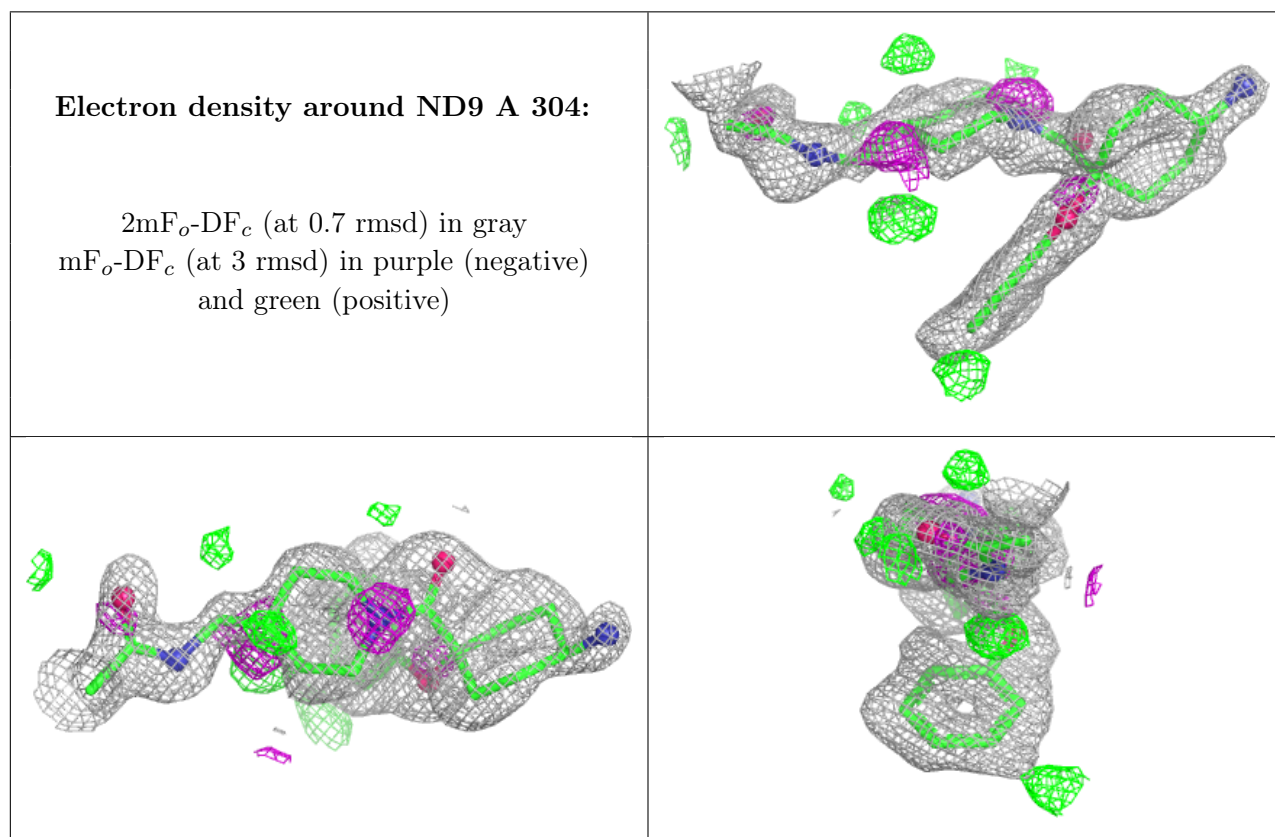 Electron density around ND9 A 304:
2mFo-DFc (at 0.7 rmsd) in gray
mFo-DFc (at 3 rmsd) in purple (negative)
and green (positive)